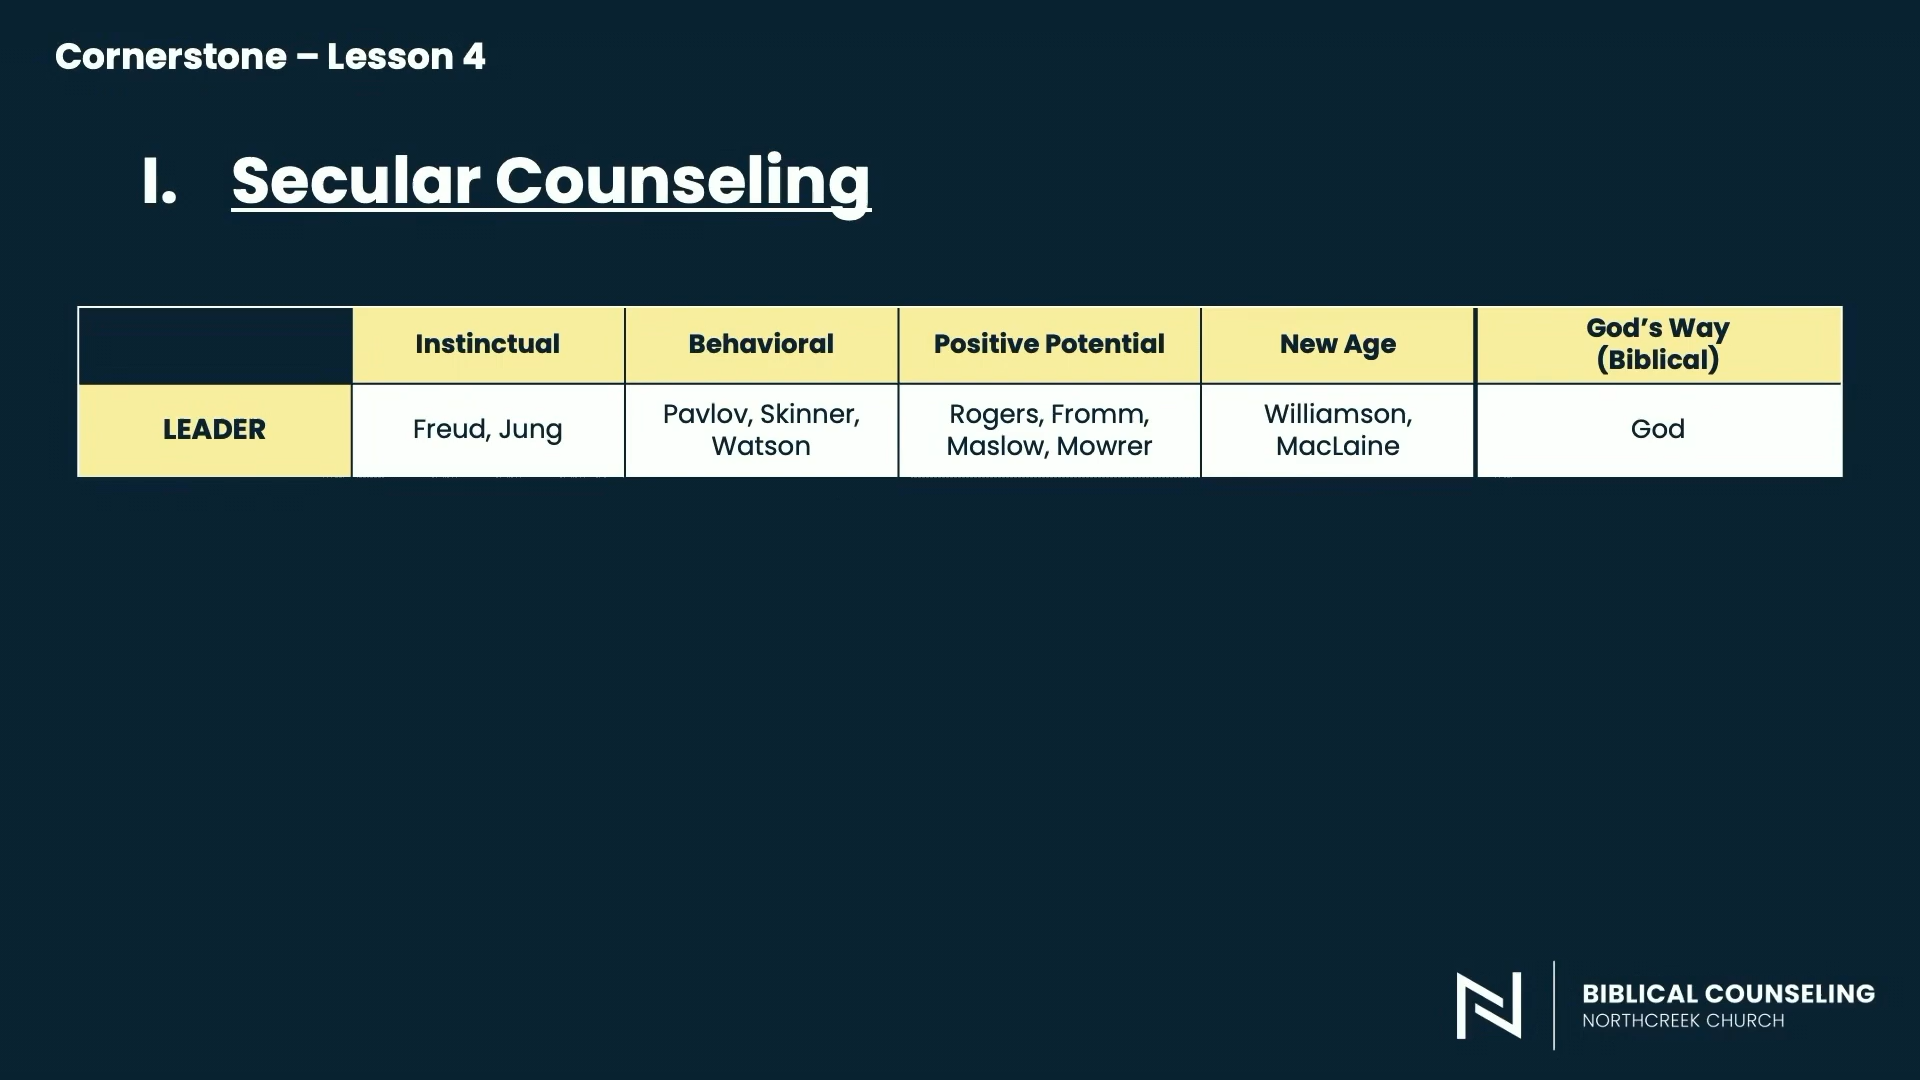 Cornerstone – Lesson 4
I. Secular Counseling
Instinctual
Behavioral
Positive Potential
New Age
God’s Way
(Biblical)
LEADER
Freud, Jung
Pavlov, Skinner,
Watson
Rogers, Fromm,
Maslow, Mowrer
Williamson,
MacLaine
God
BIBLICAL COUNSELING
NORTHCREEK CHURCH